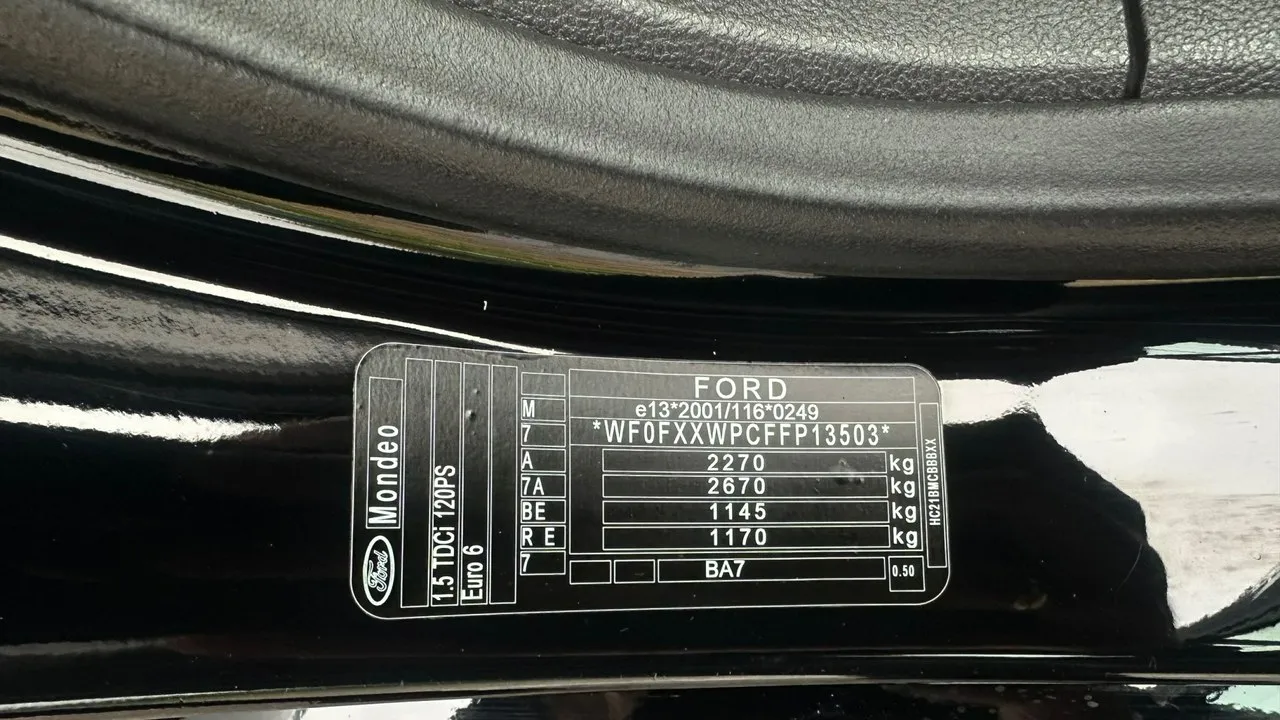 FORD
e13*2001/116*0249
*WF0FXXWPCFFP13503*
2270 kg
2670 kg
1145 kg
1170 kg
BA7
0.50
M
7
A
7A
BE
R E
7
Mondeo
Ford
1.5 TDCi 120PS
Euro 6
HC21BMCBBBXX